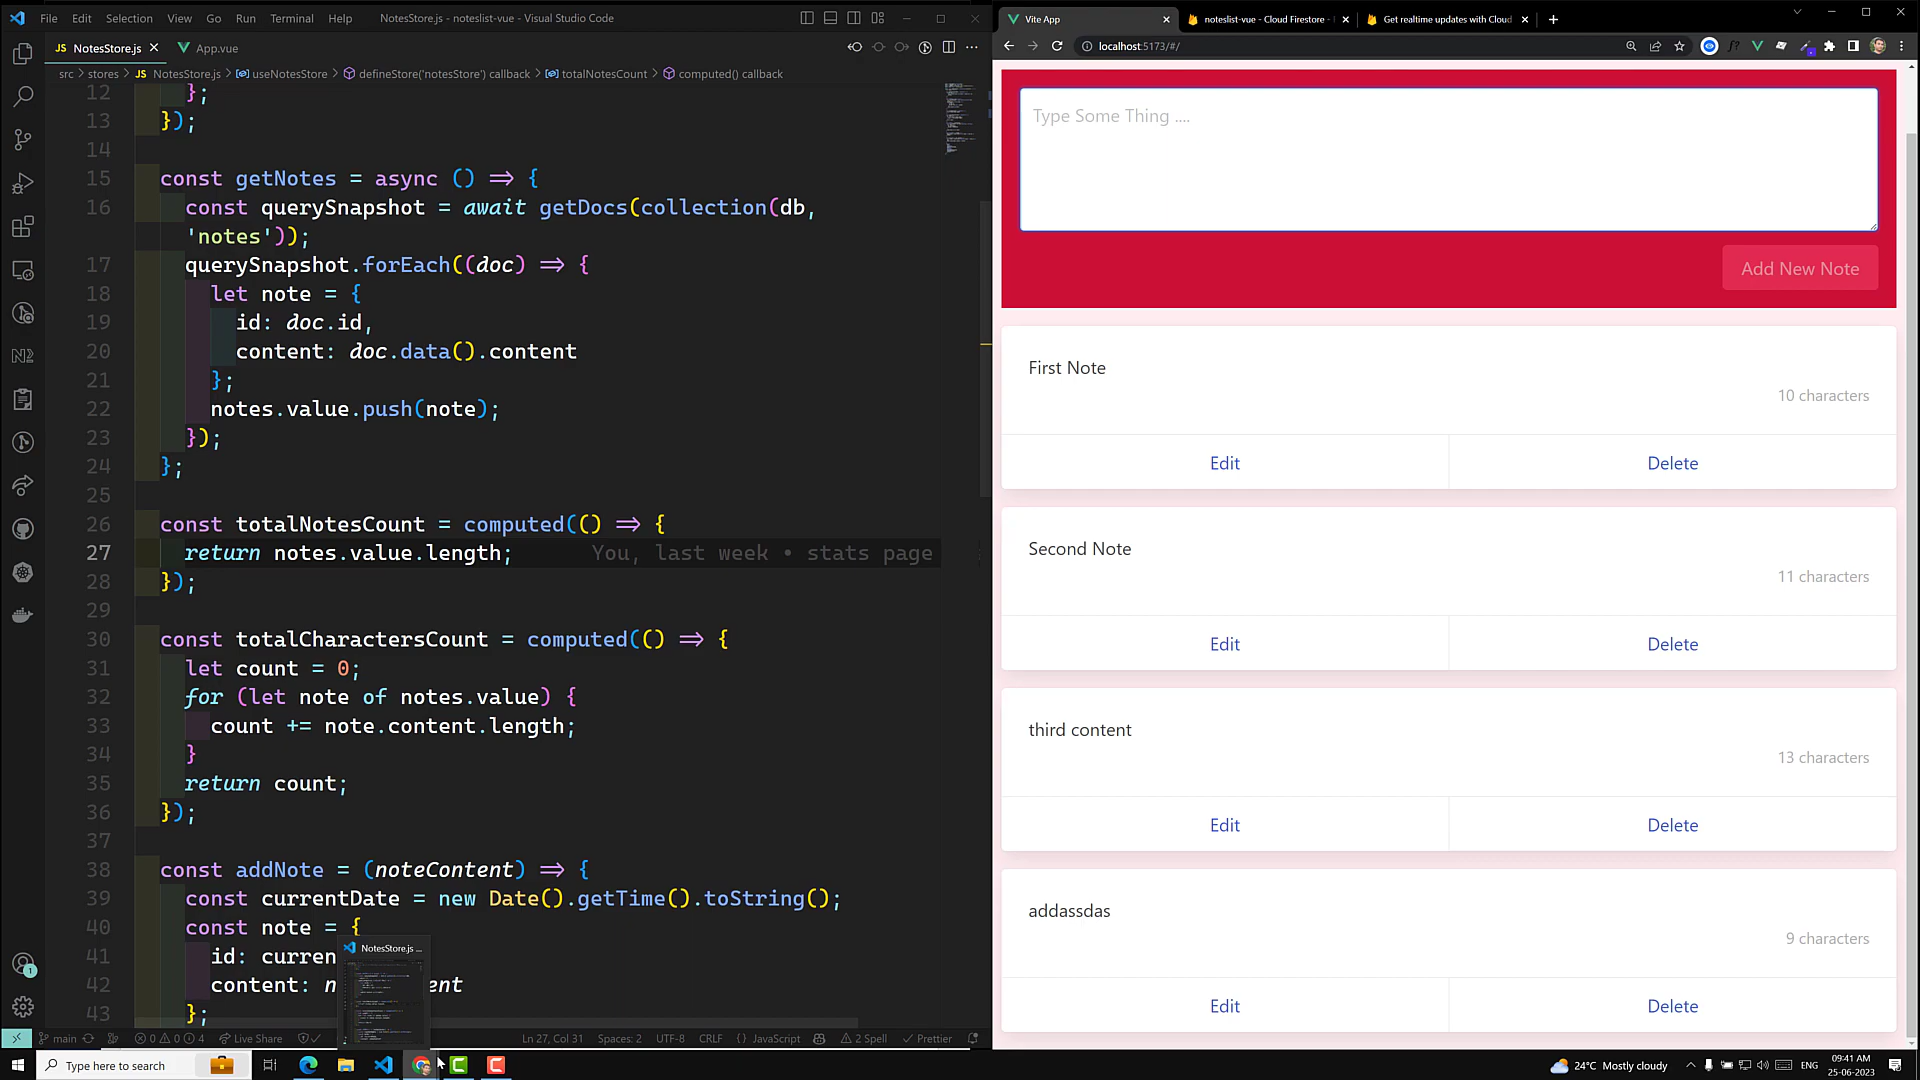 File Edit Selection View Go Run Terminal Help NotesStore.js - noteslist-vue - Visual Studio Code
JS NotesStore.js App.vue
src > stores > JS NotesStore.js > useNotesStore > defineStore('notesStore') callback > totalNotesCount > computed() callback
12 };
13 });
14
15 const getNotes = async () => {
16 const querySnapshot = await getDocs(collection(db,
'notes'));
17 querySnapshot.forEach((doc) => {
18 let note = {
19 id: doc.id,
20 content: doc.data().content
21 };
22 notes.value.push(note);
23 });
24 };
25
26 const totalNotesCount = computed(() => {
27 return notes.value.length; You, last week • stats page
28 });
29
30 const totalCharactersCount = computed(() => {
31 let count = 0;
32 for (let note of notes.value) {
33 count += note.content.length;
34 }
35 return count;
36 });
37
38 const addNote = (noteContent) => {
39 const currentDate = new Date().getTime().toString();
40 const note = {
41 id: curren
42 content: n ent
43 };
NotesStore.js ...
main 0 0 4 Live Share Ln 27, Col 31 Spaces: 2 UTF-8 CRLF {} JavaScript 2 Spell Prettier
Vite App noteslist-vue - Cloud Firestore - Get realtime updates with Cloud
localhost:5173/#/
Type Some Thing ....
Add New Note
First Note
10 characters
Edit Delete
Second Note
11 characters
Edit Delete
third content
13 characters
Edit Delete
addassdas
9 characters
Edit Delete
Type here to search 24°C Mostly cloudy ENG 09:41 AM
25-06-2023